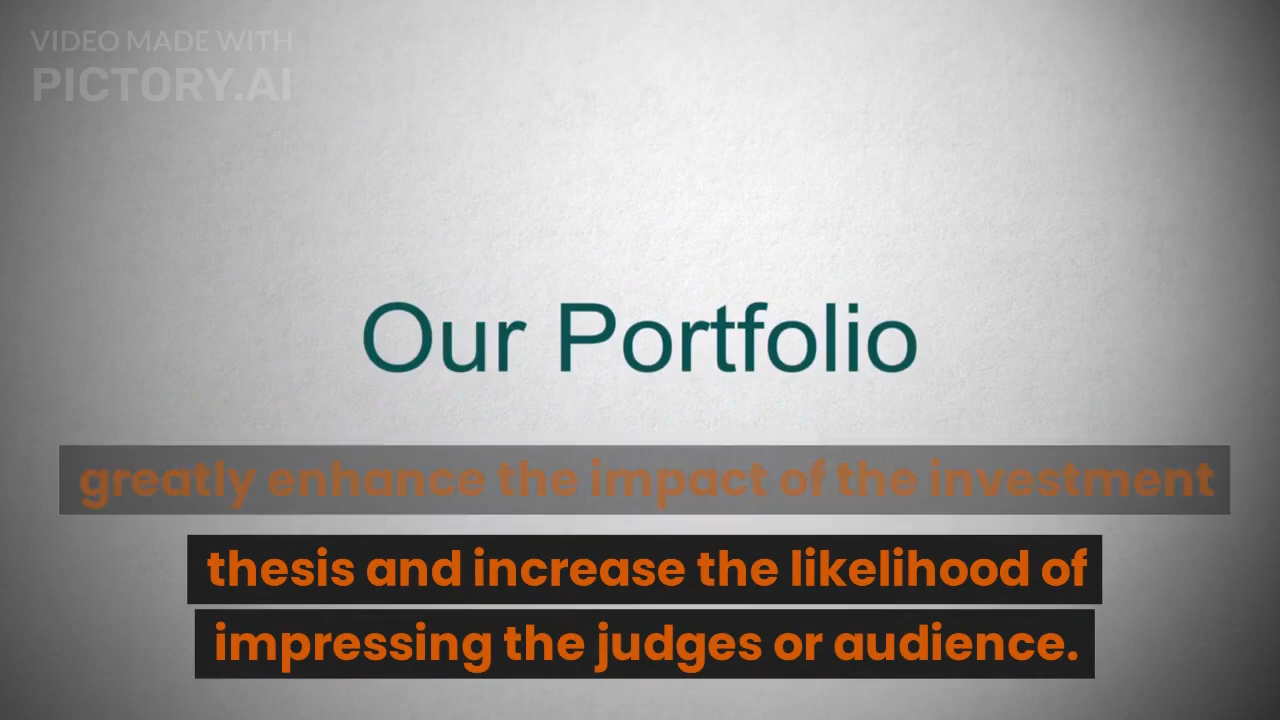 VIDEO MADE WITH
PICTORY.AI
Our Portfolio
greatly enhance the impact of the investment
thesis and increase the likelihood of
impressing the judges or audience.